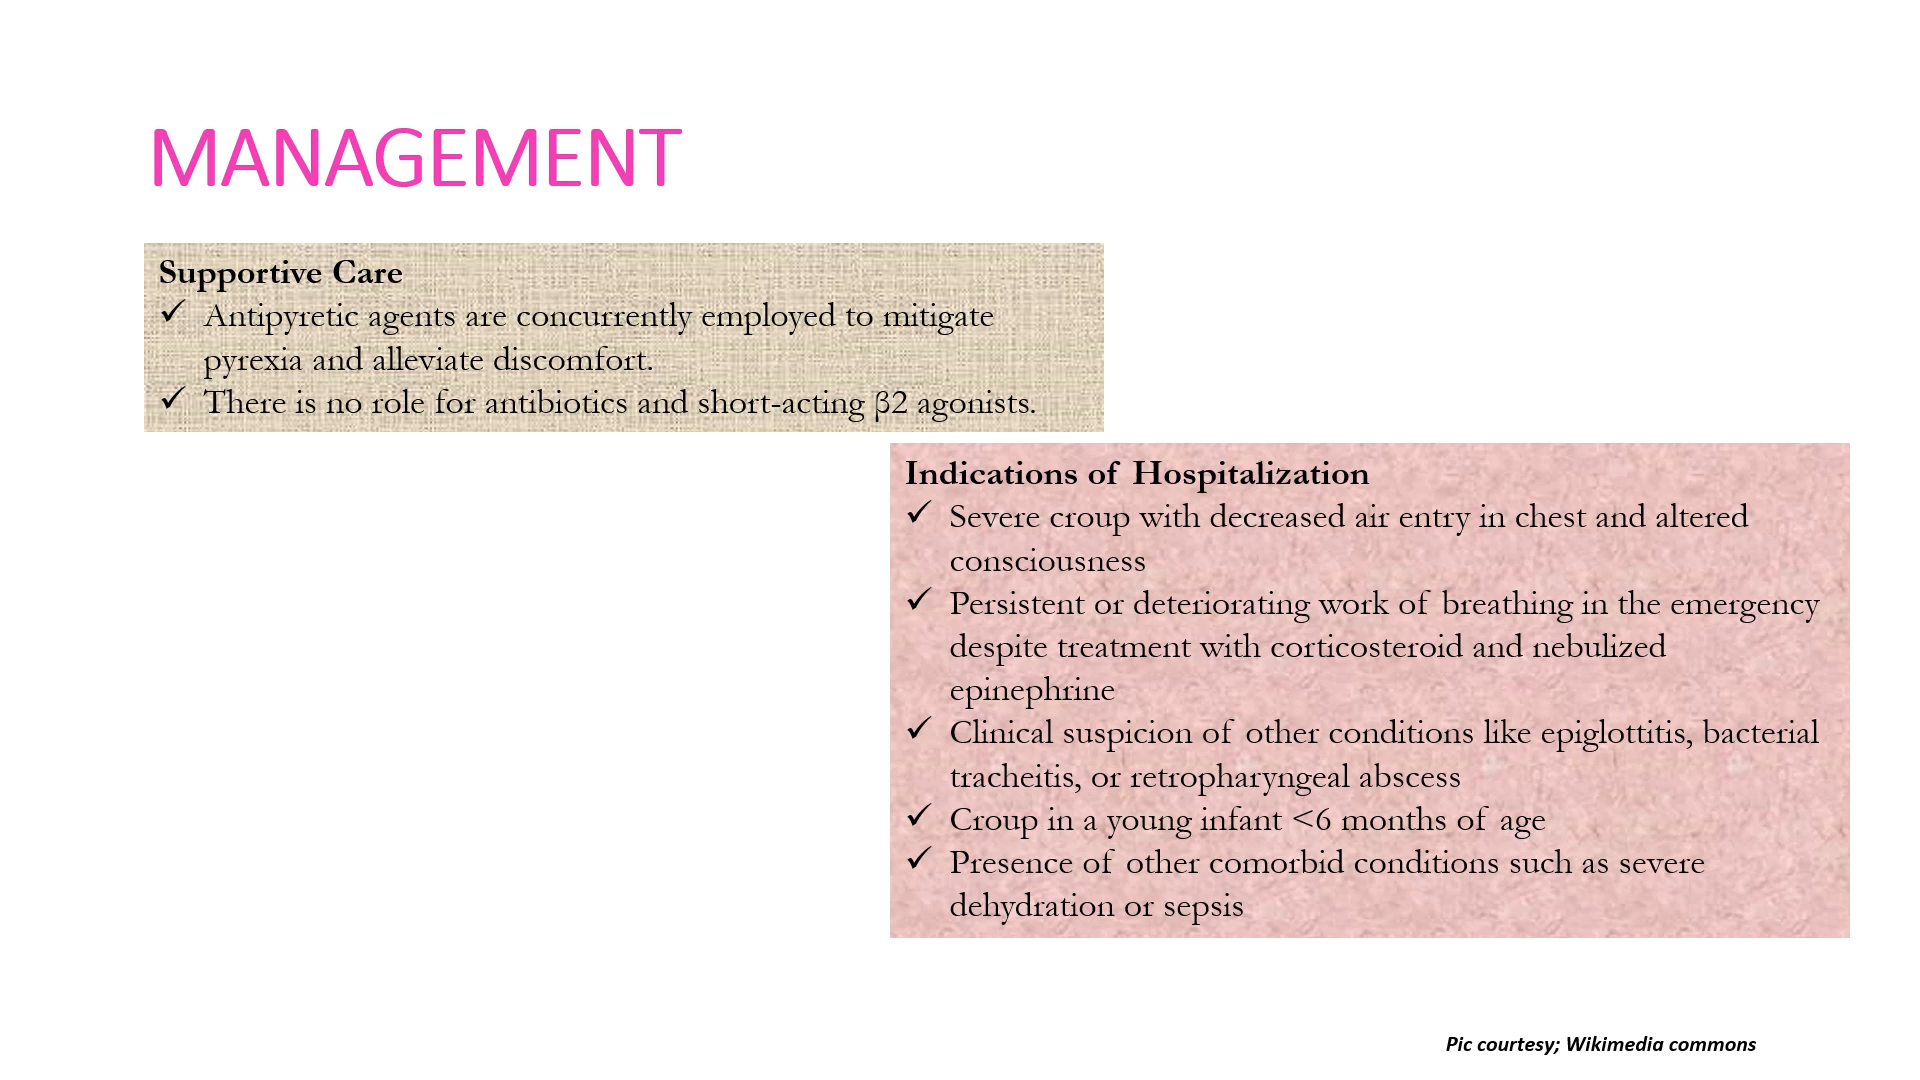 MANAGEMENT
Supportive Care
✓ Antipyretic agents are concurrently employed to mitigate
pyrexia and alleviate discomfort.
✓ There is no role for antibiotics and short-acting β2 agonists.
Indications of Hospitalization
✓ Severe croup with decreased air entry in chest and altered
consciousness
✓ Persistent or deteriorating work of breathing in the emergency
despite treatment with corticosteroid and nebulized
epinephrine
✓ Clinical suspicion of other conditions like epiglottitis, bacterial
tracheitis, or retropharyngeal abscess
✓ Croup in a young infant <6 months of age
✓ Presence of other comorbid conditions such as severe
dehydration or sepsis
Pic courtesy; Wikimedia commons